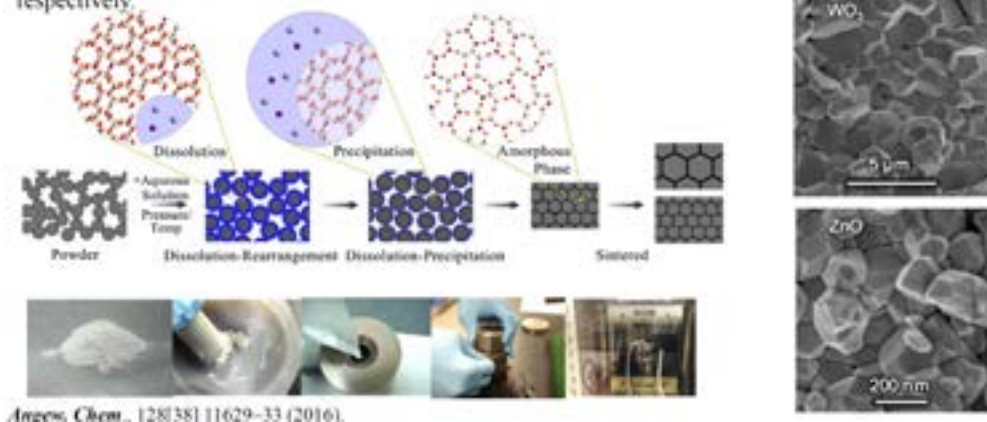 respectively.
Dissolution
Precipitation
Amorphous
Phase
+Aqueous
Solution
Pressure/
Temp
Powder
Dissolution-Rearrangement
Dissolution-Precipitation
Sintered
Angew. Chem., 128[38] 11629–33 (2016).
WO3
5 μm
ZnO
200 nm